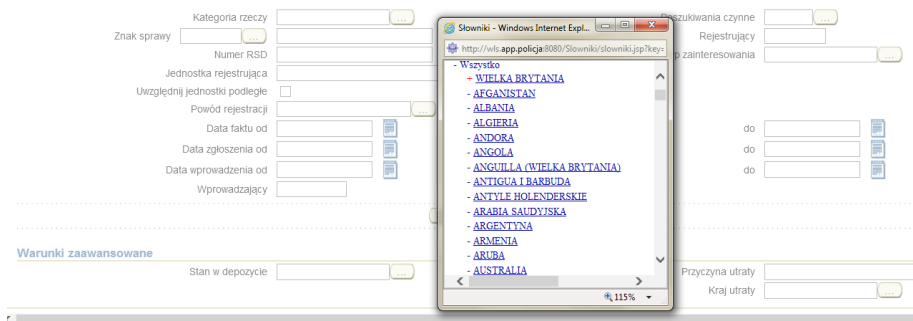 Kategoria rzeczy ...
Znak sprawy ...
Numer RSD
Jednostka rejestrująca
Uwzględnij jednostki podległe
Powód rejestracji ...
Data faktu od
Data zgłoszenia od
Data wprowadzenia od
Wprowadzający
Słowniki - Windows Internet Expl...
http://wls.app.policja:8080/Slowniki/slowniki.jsp?key=
- Wszystko
+ WIELKA BRYTANIA
- AFGANISTAN
- ALBANIA
- ALGIERIA
- ANDORA
- ANGOLA
- ANGUILLA (WIELKA BRYTANIA)
- ANTIGUA I BARBUDA
- ANTYLE HOLENDERSKIE
- ARABIA SAUDYJSKA
- ARGENTYNA
- ARMENIA
- ARUBA
- AUSTRALIA
115%
szukiwania czynne ...
Rejestrujący
p zainteresowania ...
do
do
do
Warunki zaawansowane
Stan w depozycie ...
Przyczyna utraty
Kraj utraty ...